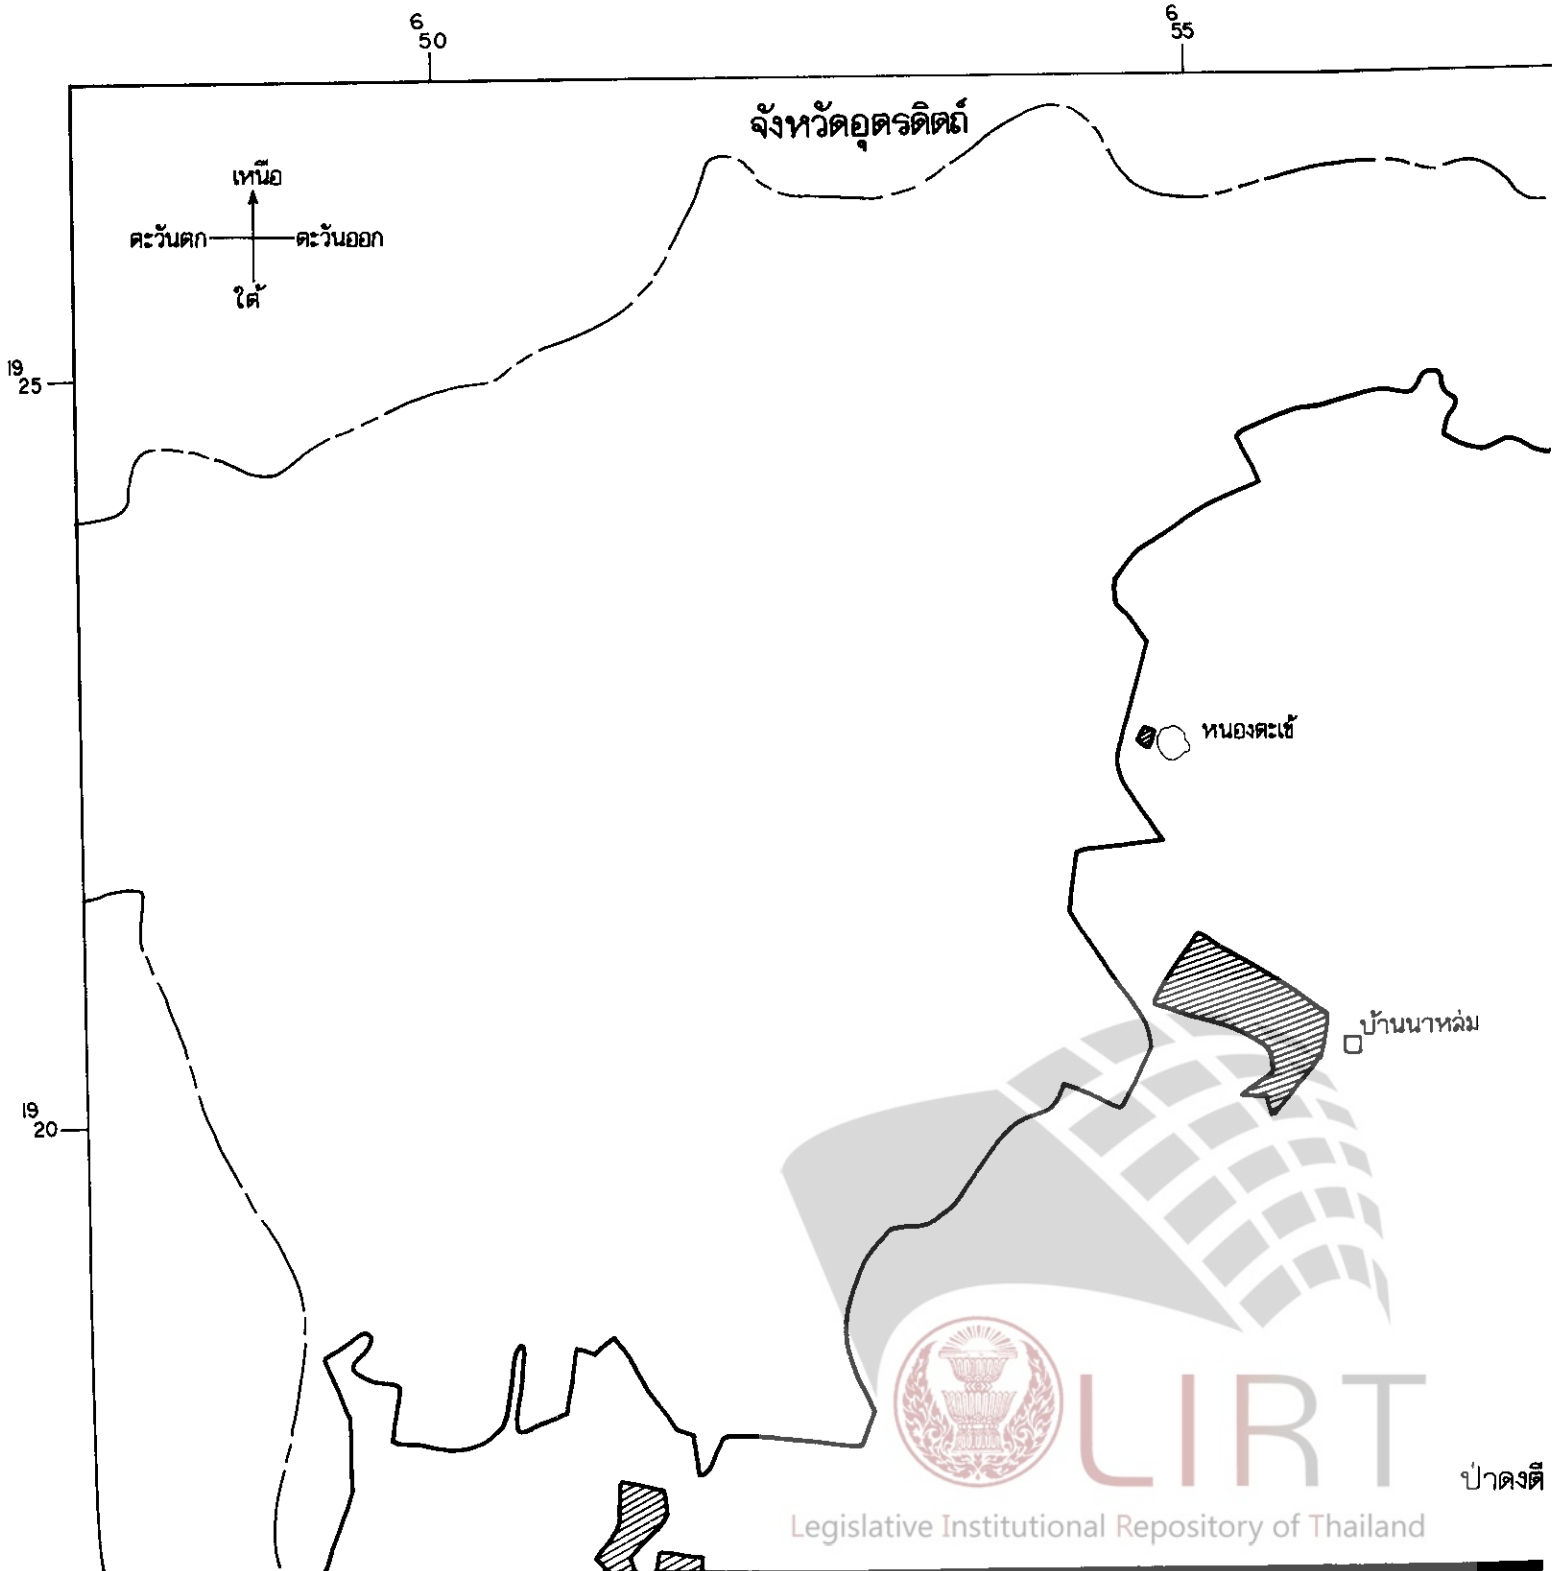 6 50
6 55
จังหวัดอุตรดิตถ์
เหนือ
ตะวันตก ตะวันออก
ใต้
19 25
หนองตะเข้
บ้านนาหล่ม
19 20
LIRT
ป่าดงตี
Legislative Institutional Repository of Thailand